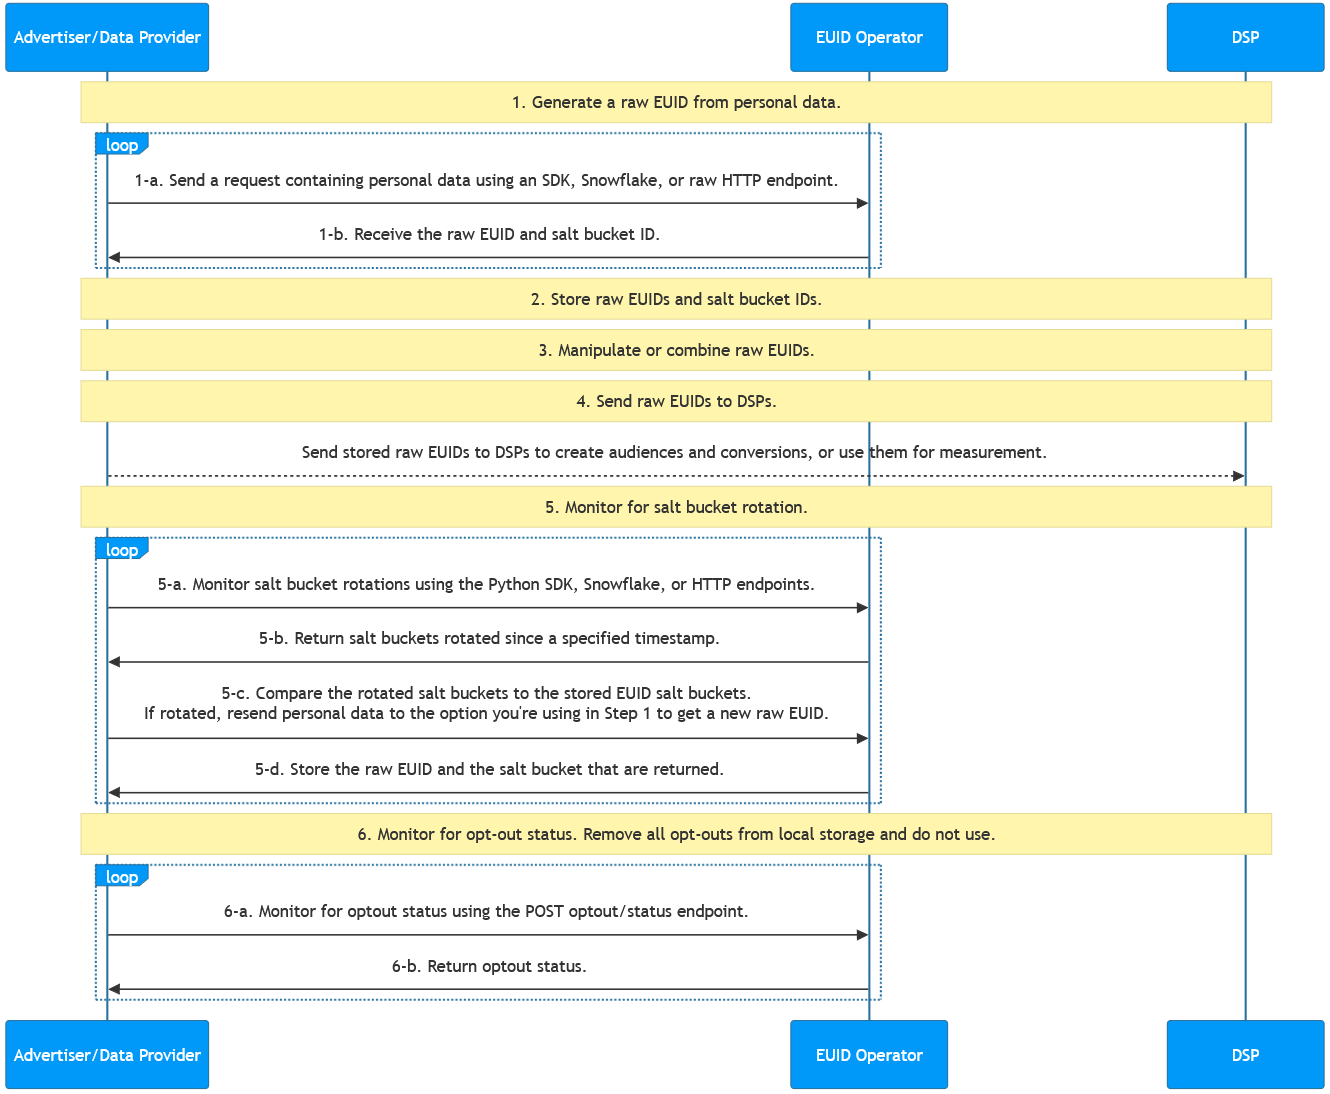 Advertiser/Data Provider
EUID Operator
DSP
1. Generate a raw EUID from personal data.
loop
1-a. Send a request containing personal data using an SDK, Snowflake, or raw HTTP endpoint.
1-b. Receive the raw EUID and salt bucket ID.
2. Store raw EUIDs and salt bucket IDs.
3. Manipulate or combine raw EUIDs.
4. Send raw EUIDs to DSPs.
Send stored raw EUIDs to DSPs to create audiences and conversions, or use them for measurement.
5. Monitor for salt bucket rotation.
loop
5-a. Monitor salt bucket rotations using the Python SDK, Snowflake, or HTTP endpoints.
5-b. Return salt buckets rotated since a specified timestamp.
5-c. Compare the rotated salt buckets to the stored EUID salt buckets.
If rotated, resend personal data to the option you're using in Step 1 to get a new raw EUID.
5-d. Store the raw EUID and the salt bucket that are returned.
6. Monitor for opt-out status. Remove all opt-outs from local storage and do not use.
loop
6-a. Monitor for optout status using the POST optout/status endpoint.
6-b. Return optout status.
Advertiser/Data Provider
EUID Operator
DSP